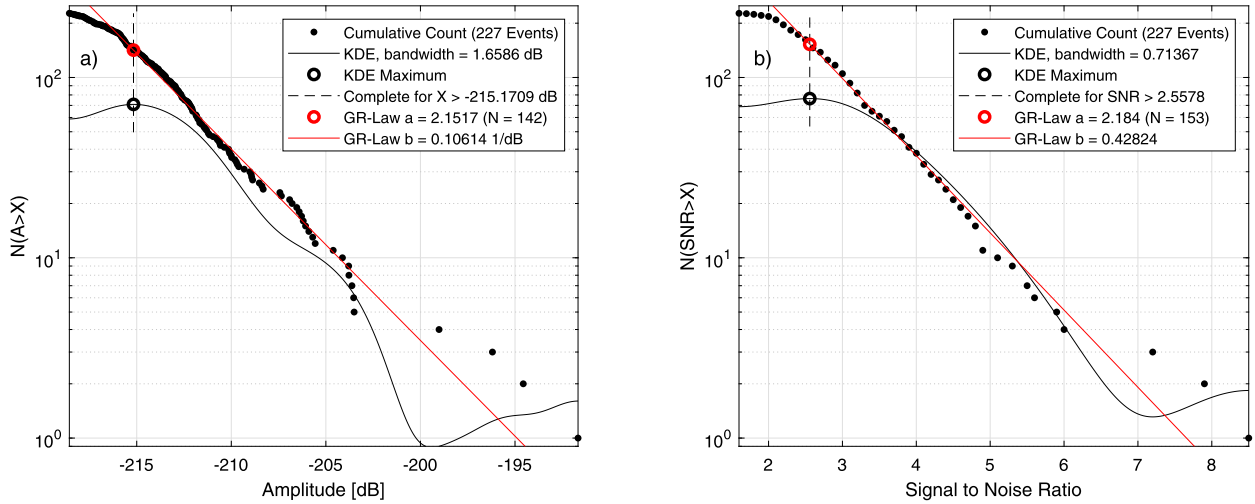 a)
Cumulative Count (227 Events)
KDE, bandwidth = 1.6586 dB
KDE Maximum
Complete for X > -215.1709 dB
GR-Law a = 2.1517 (N = 142)
GR-Law b = 0.10614 1/dB
N(A>X)
10²
10¹
10⁰
-215 -210 -205 -200 -195
Amplitude [dB]
b)
Cumulative Count (227 Events)
KDE, bandwidth = 0.71367
KDE Maximum
Complete for SNR > 2.5578
GR-Law a = 2.184 (N = 153)
GR-Law b = 0.42824
N(SNR>X)
10²
10¹
10⁰
2 3 4 5 6 7 8
Signal to Noise Ratio